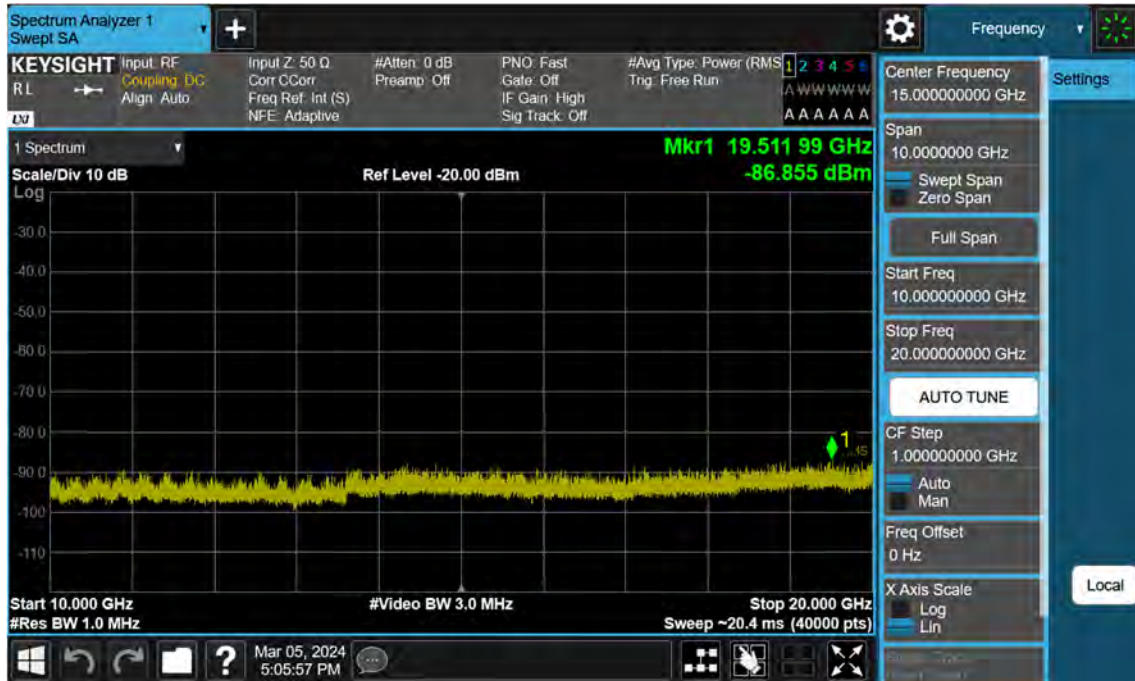 Spectrum Analyzer 1
Swept SA
Frequency
KEYSIGHT
RL
LXI
Input: RF
Coupling: DC
Align: Auto
Input Z: 50 Ω
Corr CCorr
Freq Ref: Int (S)
NFE: Adaptive
#Atten: 0 dB
Preamp: Off
PNO: Fast
Gate: Off
IF Gain: High
Sig Track: Off
#Avg Type: Power (RMS
Trig: Free Run
1 2 3 4 5 6
A W W W W W
A A A A A A
1 Spectrum
Scale/Div 10 dB
Ref Level -20.00 dBm
Mkr1 19.511 99 GHz
-86.855 dBm
Log
-30.0
-40.0
-50.0
-60.0
-70.0
-80.0
-90.0
-100
-110
1
Start 10.000 GHz
#Res BW 1.0 MHz
#Video BW 3.0 MHz
Stop 20.000 GHz
Sweep ~20.4 ms (40000 pts)
Mar 05, 2024
5:05:57 PM
?
Center Frequency
15.000000000 GHz
Span
10.0000000 GHz
Swept Span
Zero Span
Full Span
Start Freq
10.000000000 GHz
Stop Freq
20.000000000 GHz
AUTO TUNE
CF Step
1.000000000 GHz
Auto
Man
Freq Offset
0 Hz
X Axis Scale
Log
Lin
Settings
Local